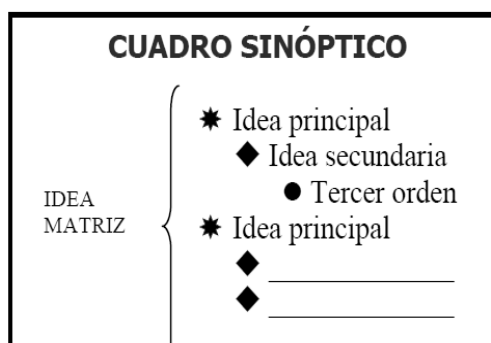 CUADRO SINÓPTICO
Idea principal
Idea secundaria
Tercer orden
IDEA
MATRIZ
Idea principal